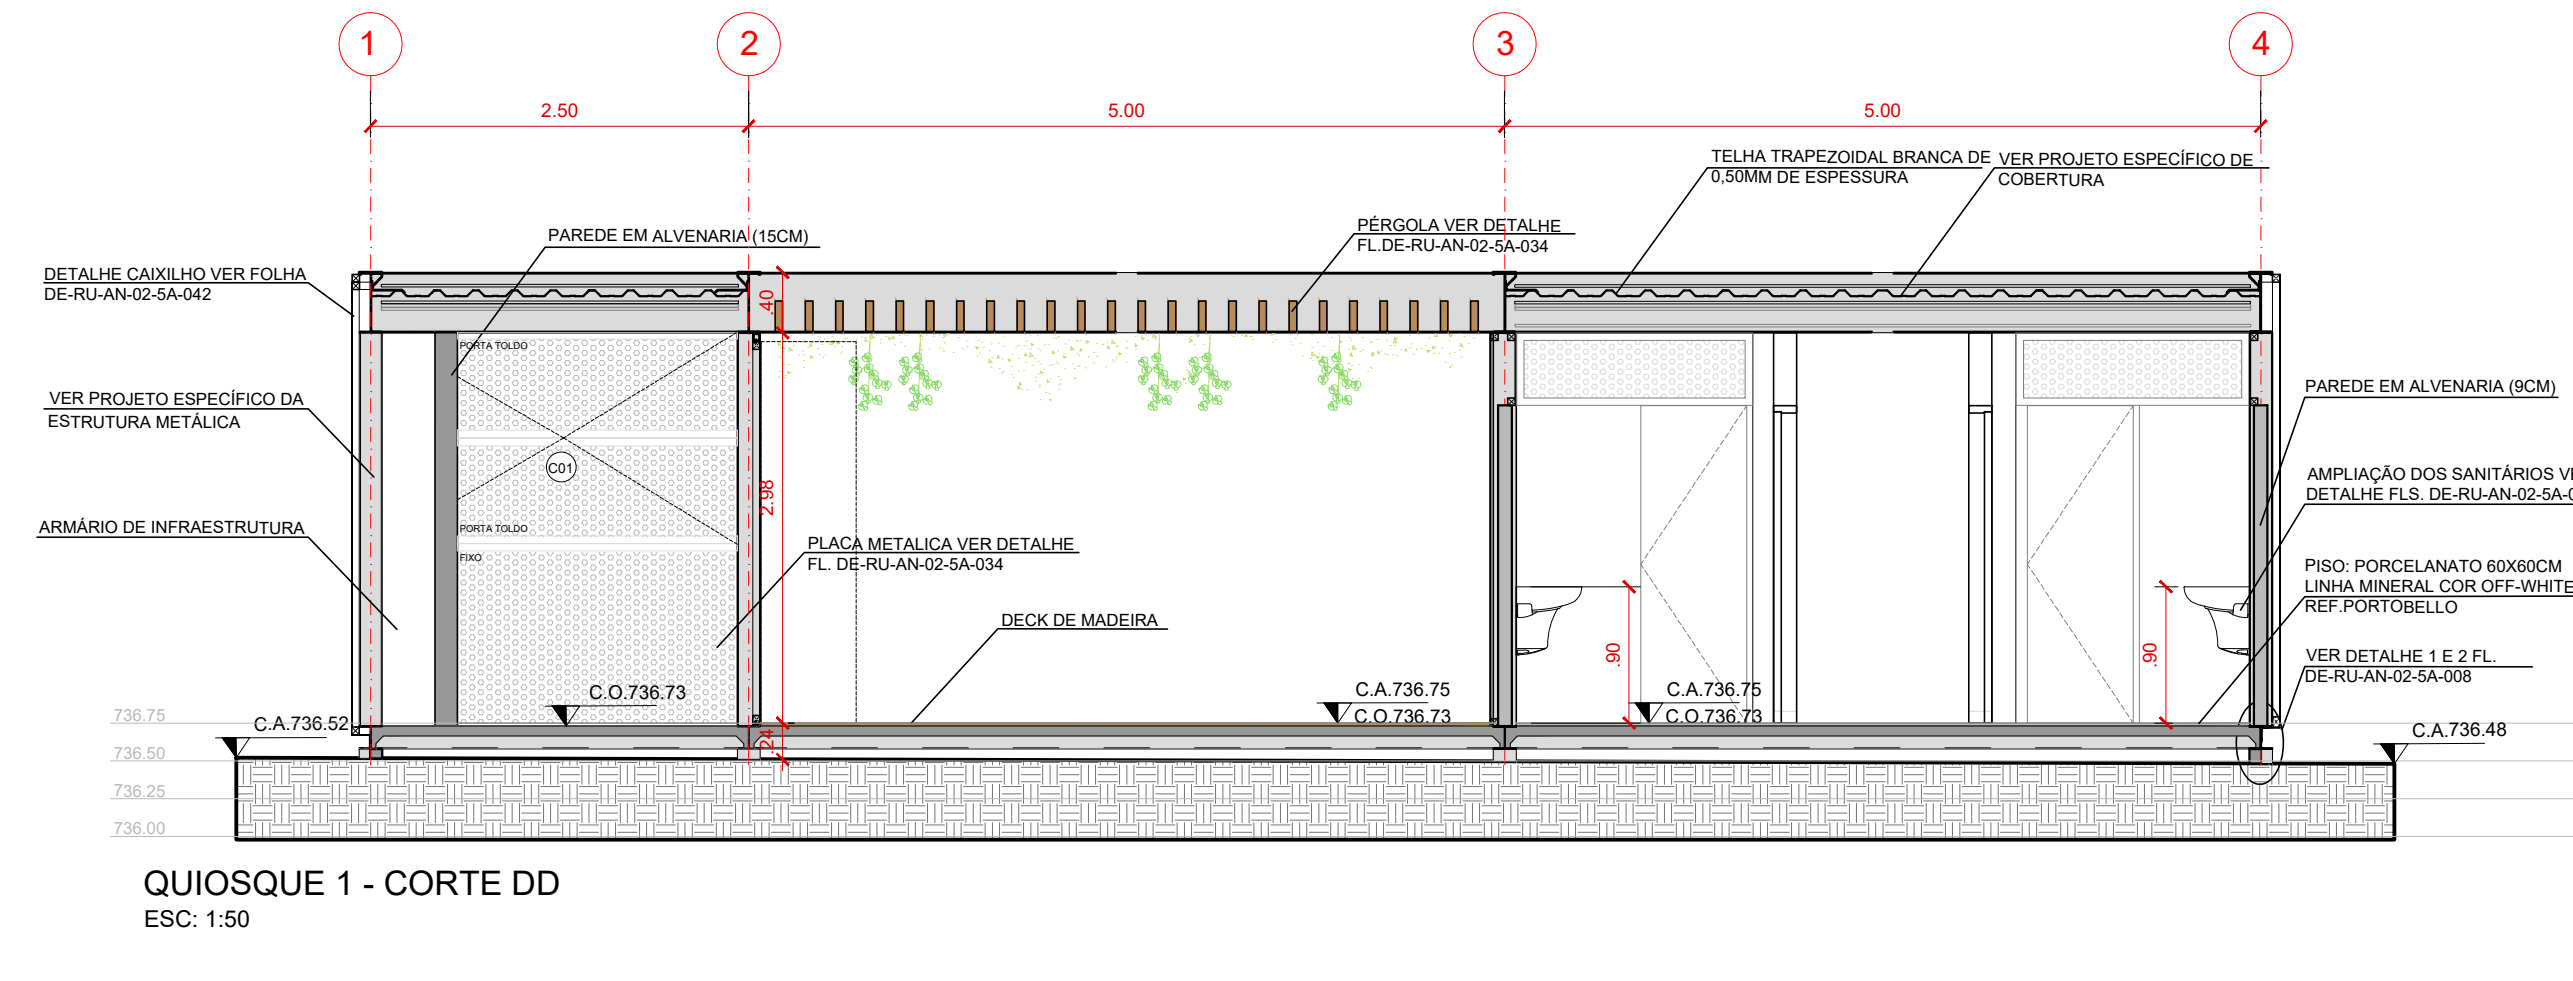 1
2
3
4
2.50
5.00
5.00
TELHA TRAPEZOIDAL BRANCA DE
0,50MM DE ESPESSURA
VER PROJETO ESPECÍFICO DE
COBERTURA
PÉRGOLA VER DETALHE
FL.DE-RU-AN-02-5A-034
PAREDE EM ALVENARIA (15CM)
DETALHE CAIXILHO VER FOLHA
DE-RU-AN-02-5A-042
.40
PORTA TOLDO
VER PROJETO ESPECÍFICO DA
ESTRUTURA METÁLICA
PAREDE EM ALVENARIA (9CM)
C01
2.98
AMPLIAÇÃO DOS SANITÁRIOS
DETALHE FLS.
ARMÁRIO DE INFRAESTRUTURA
PORTA TOLDO
FIXO
PLACA METALICA VER DETALHE
FL. DE-RU-AN-02-5A-034
PISO: PORCELANATO 60X60CM
LINHA MINERAL COR OFF-WHITE
REF.PORTOBELLO
DECK DE MADEIRA
.90
.90
VER DETALHE 1 E 2 FL.
DE-RU-AN-02-5A-008
C.O.736.73
C.A.736.75
C.O.736.73
C.A.736.75
C.O.736.73
736.75
C.A.736.52
.24
C.A.736.48
736.50
736.25
736.00
QUIOSQUE 1 - CORTE DD
ESC: 1:50